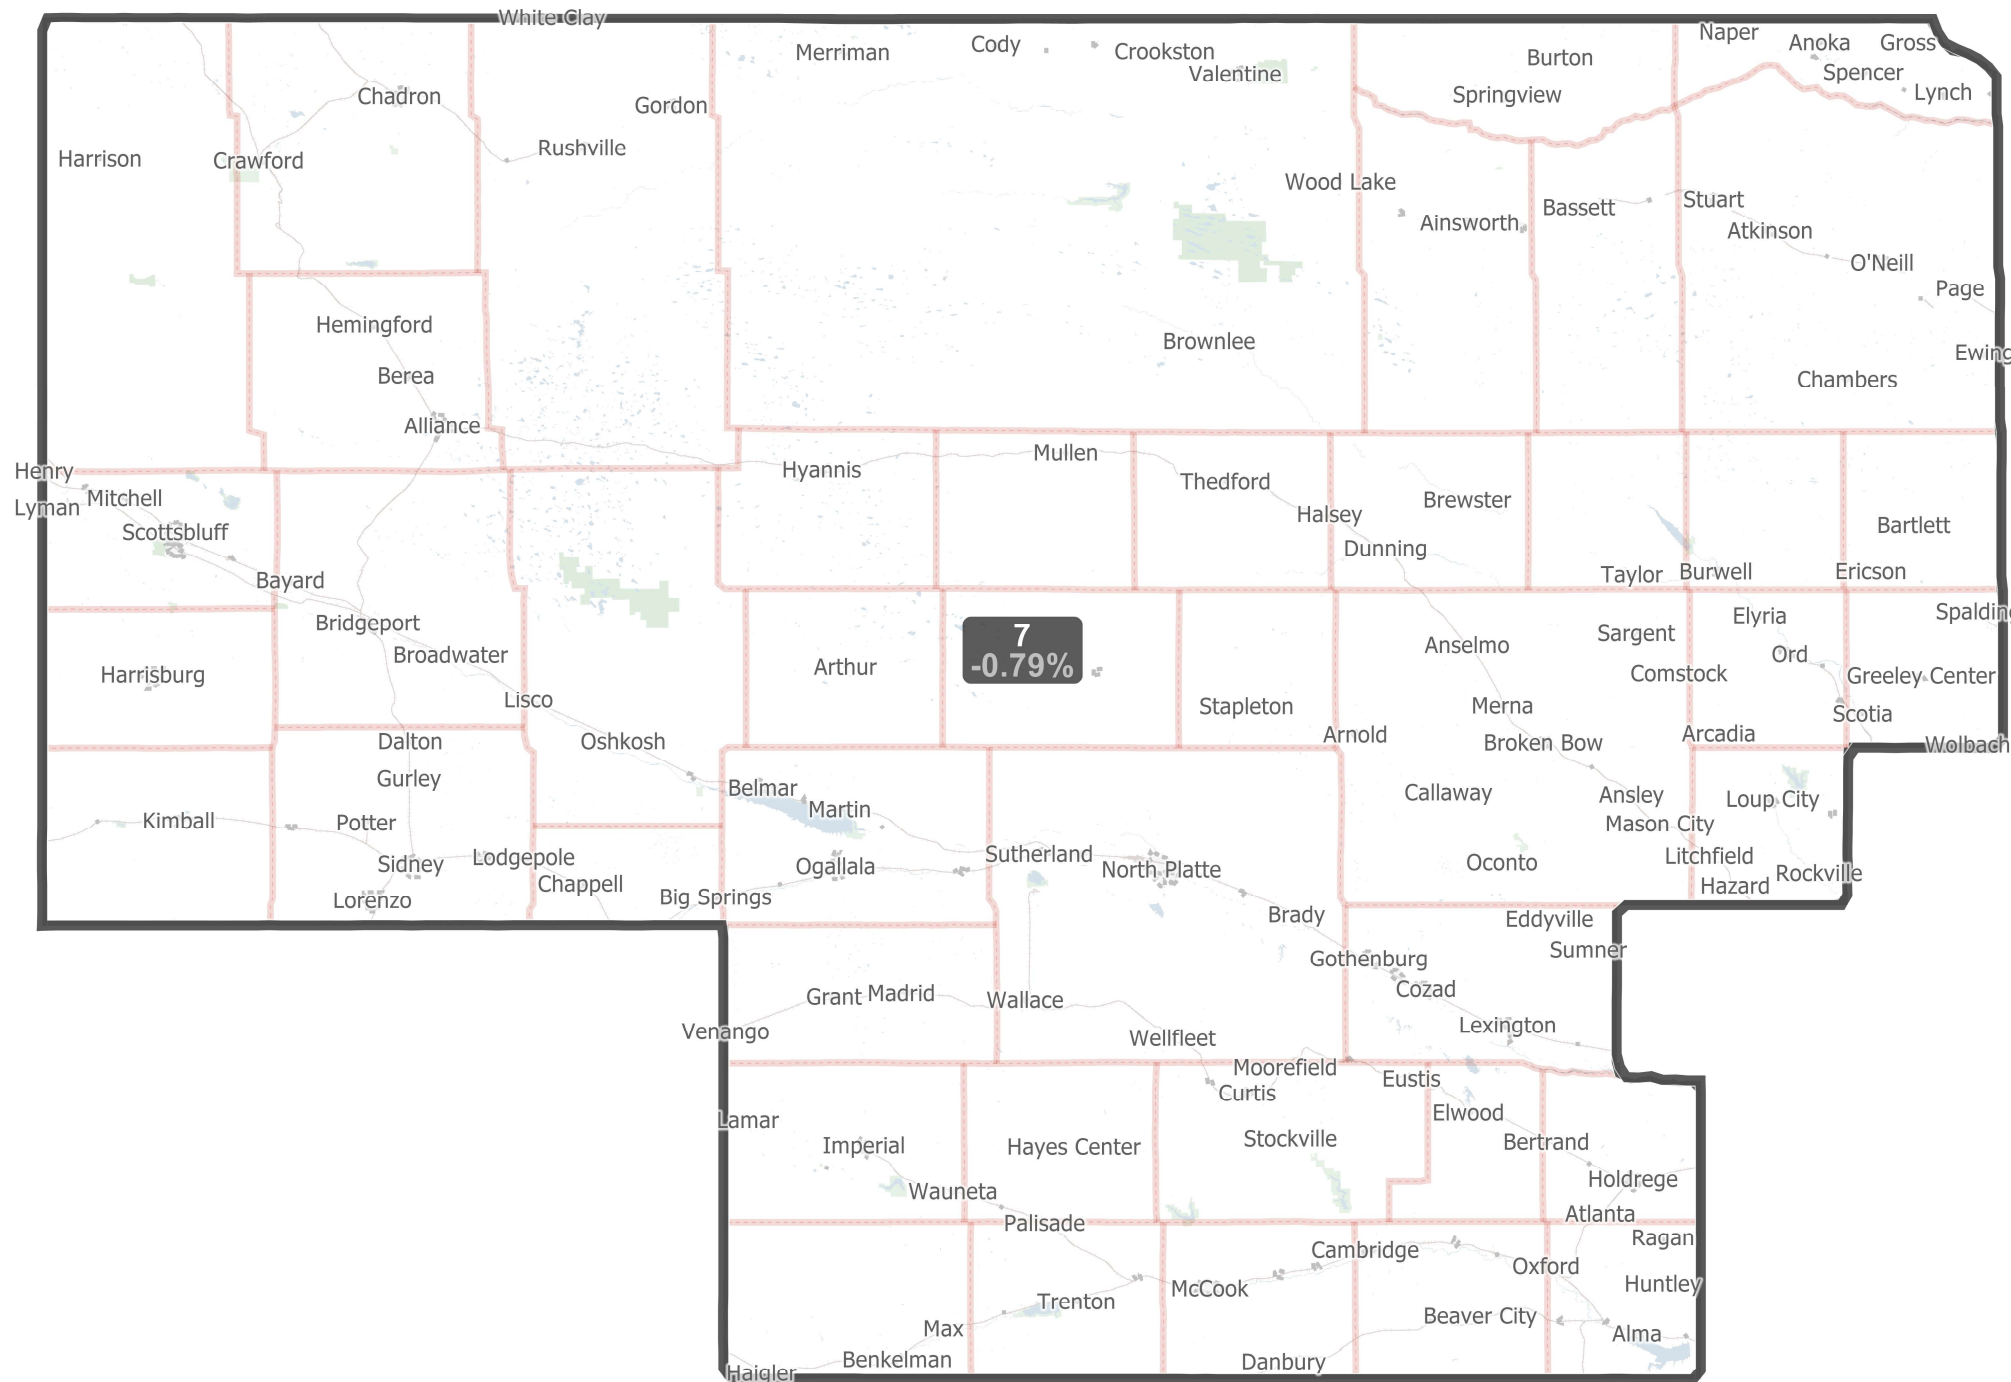 White Clay
Naper
Anoka
Gross
Merriman
Cody
Crookston
Burton
Valentine
Spencer
Lynch
Chadron
Gordon
Springview
Rushville
Harrison
Crawford
Wood Lake
Stuart
Bassett
Ainsworth
Atkinson
O'Neill
Page
Hemingford
Brownlee
Ewing
Berea
Chambers
Alliance
Mullen
Henry
Hyannis
Thedford
Mitchell
Brewster
Lyman
Halsey
Bartlett
Scottsbluff
Dunning
Bayard
Taylor
Burwell
Ericson
Bridgeport
Elyria
Spalding
7
Sargent
Anselmo
Broadwater
Ord
-0.79%
Arthur
Harrisburg
Comstock
Greeley Center
Lisco
Stapleton
Merna
Scotia
Dalton
Oshkosh
Arnold
Broken Bow
Arcadia
Wolbach
Gurley
Belmar
Callaway
Ansley
Loup City
Martin
Kimball
Potter
Mason City
Sidney
Lodgepole
Sutherland
Litchfield
Ogallala
North Platte
Oconto
Rockville
Chappell
Hazard
Lorenzo
Big Springs
Brady
Eddyville
Sumner
Gothenburg
Cozad
Grant
Madrid
Wallace
Venango
Lexington
Wellfleet
Moorefield
Eustis
Curtis
Elwood
Lamar
Stockville
Bertrand
Imperial
Hayes Center
Holdrege
Wauneta
Atlanta
Palisade
Ragan
Cambridge
Oxford
Huntley
McCook
Trenton
Beaver City
Max
Alma
Benkelman
Danbury
Haigler